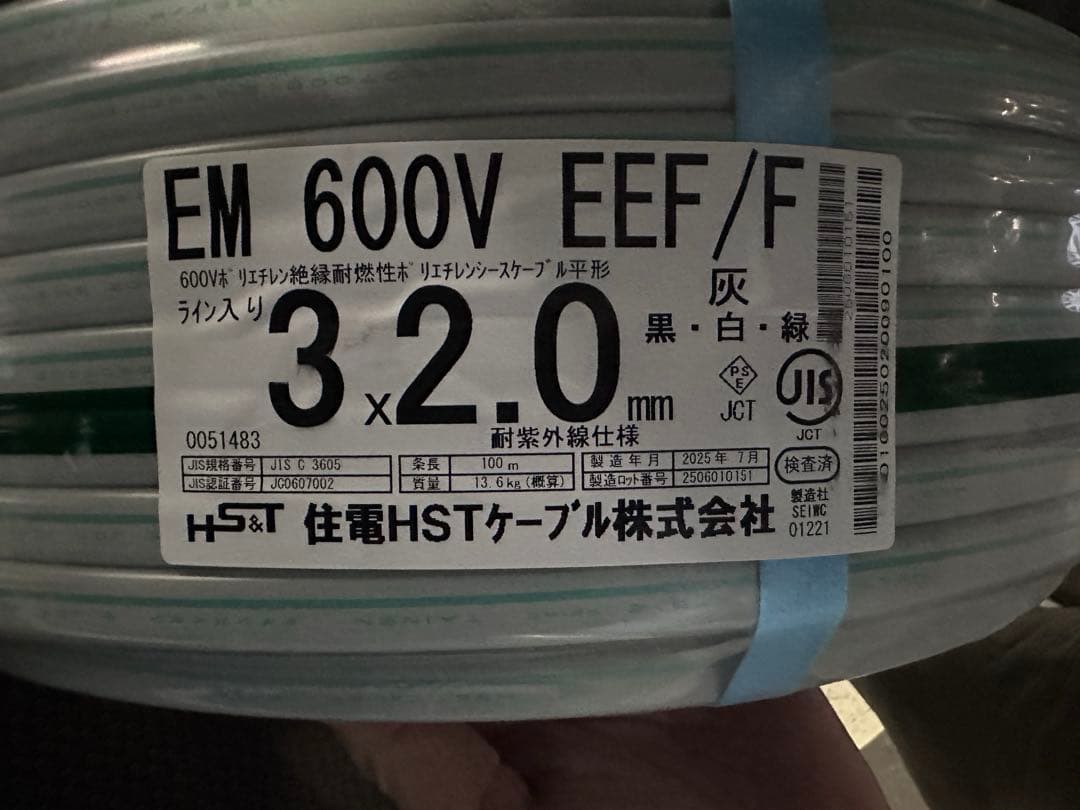 EM 600V EEF/F
600Vポリエチレン絶縁耐燃性ポリエチレンシースケーブル平形
ライン入り
3×2.0mm
灰
黒・白・緑
PSE
JCT
JIS
JCT
0051483
耐紫外線仕様
JIS規格番号 JIS C 3605
JIS認証番号 JC0607002
条長 100m
質量 13.6kg(概算)
製造年月 2025年 7月
製造ロット番号 2506010151
検査済
製造社
SEIWC
01221
HS&T 住電HSTケーブル株式会社